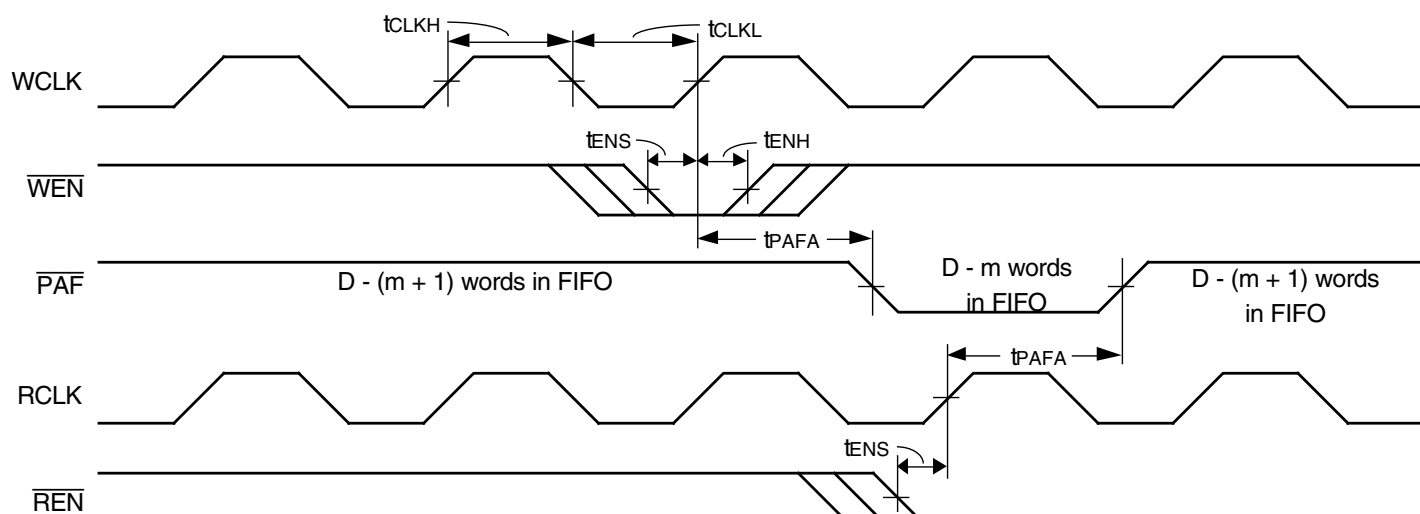 tCLKH tCLKL
WCLK
tENS tENH
WEN
tPAFA
PAF D - (m + 1) words in FIFO D - m words in FIFO D - (m + 1) words in FIFO
tPAFA
RCLK
tENS
REN